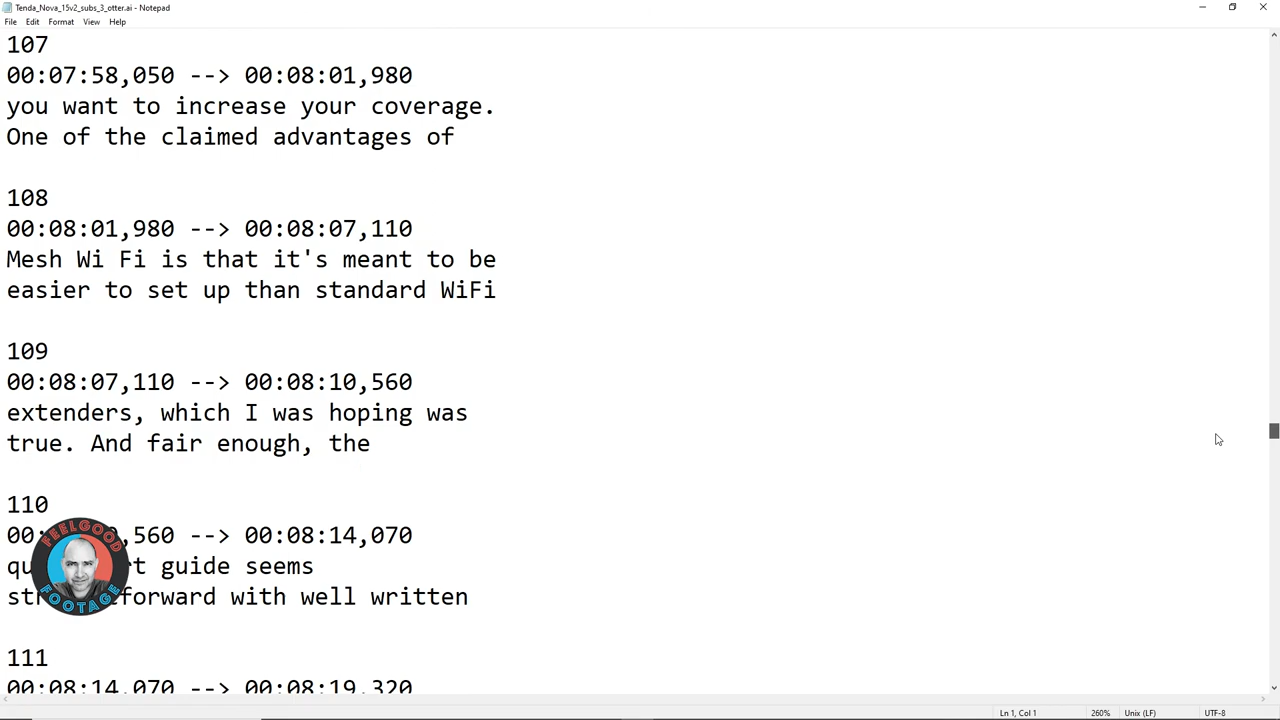 Tenda_Nova_15v2_subs_3_otter.ai - Notepad
File Edit Format View Help
107
00:07:58,050 --> 00:08:01,980
you want to increase your coverage.
One of the claimed advantages of
108
00:08:01,980 --> 00:08:07,110
Mesh Wi Fi is that it's meant to be
easier to set up than standard WiFi
109
00:08:07,110 --> 00:08:10,560
extenders, which I was hoping was
true. And fair enough, the
110
,560 --> 00:08:14,070
guide seems
with well written
111
00:08:14,070 --> 00:08:19,320
FEELGOOD
FOOTAGE
Ln 1, Col 1 260% Unix (LF) UTF-8